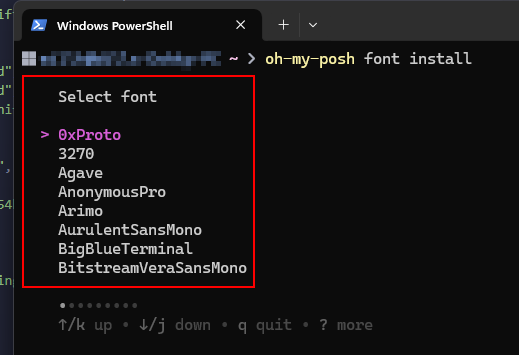 Windows PowerShell
~ > oh-my-posh font install
Select font
> 0xProto
3270
Agave
AnonymousPro
Arimo
AurulentSansMono
BigBlueTerminal
BitstreamVeraSansMono
↑/k up • ↓/j down • q quit • ? more